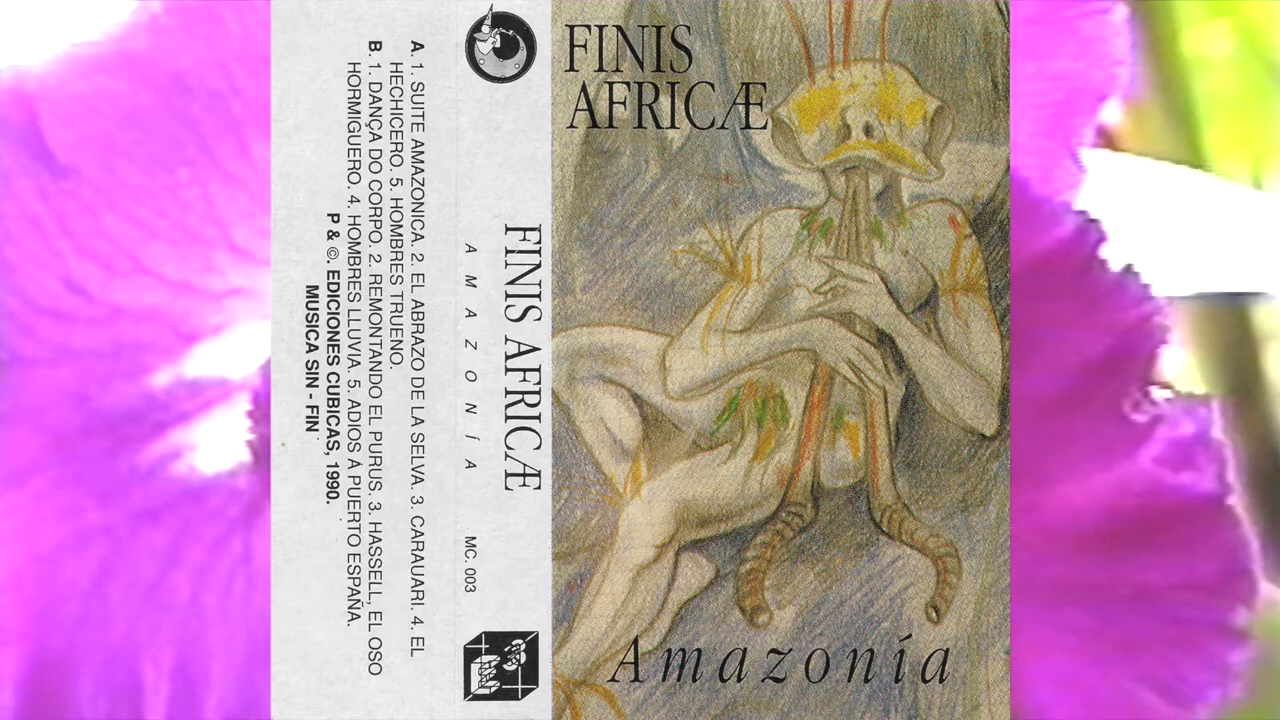 A. 1. SUITE AMAZONICA. 2. EL ABRAZO DE LA SELVA. 3. CARAUARI. 4. EL
HECHICERO. 5. HOMBRES TRUENO.
B. 1. DANÇA DO CORPO. 2. REMONTANDO EL PURUS. 3. HASSELL, EL OSO
HORMIGUERO. 4. HOMBRES LLUVIA. 5. ADIOS A PUERTO ESPAÑA.
P & ©. EDICIONES CUBICAS, 1990.
MUSICA SIN - FIN
FINIS AFRICÆ
AMAZONÍA
MC. 003
FINIS
AFRICÆ
Amazonía